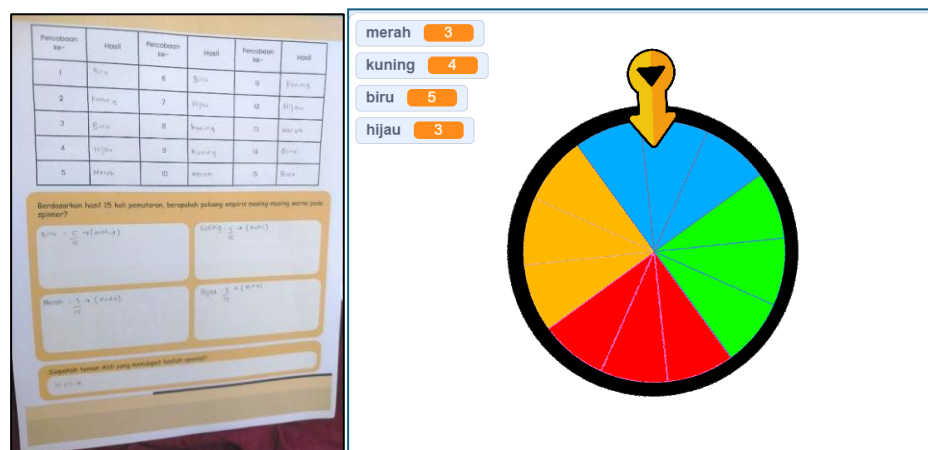 Percobaan ke- Hasil Percobaan ke- Hasil Percobaan ke- Hasil
1 Biru 6 Biru 11 Kuning
2 Kuning 7 Hijau 12 Hijau
3 Biru 8 kuning 13 merah
4 Hijau 9 kuning 14 Biru
5 Merah 10 merah 15 Biru
Berdasarkan hasil 15 kali pemutaran, berapakah peluang empiris masing-masing warna pada
spinner?
Biru = 5/15 →
Kuning =
Merah = 3/15 →
Hijau = 3/15 →
Siapakah teman Aldi yang mendapat hadiah spesial?
merah 3
kuning 4
biru 5
hijau 3